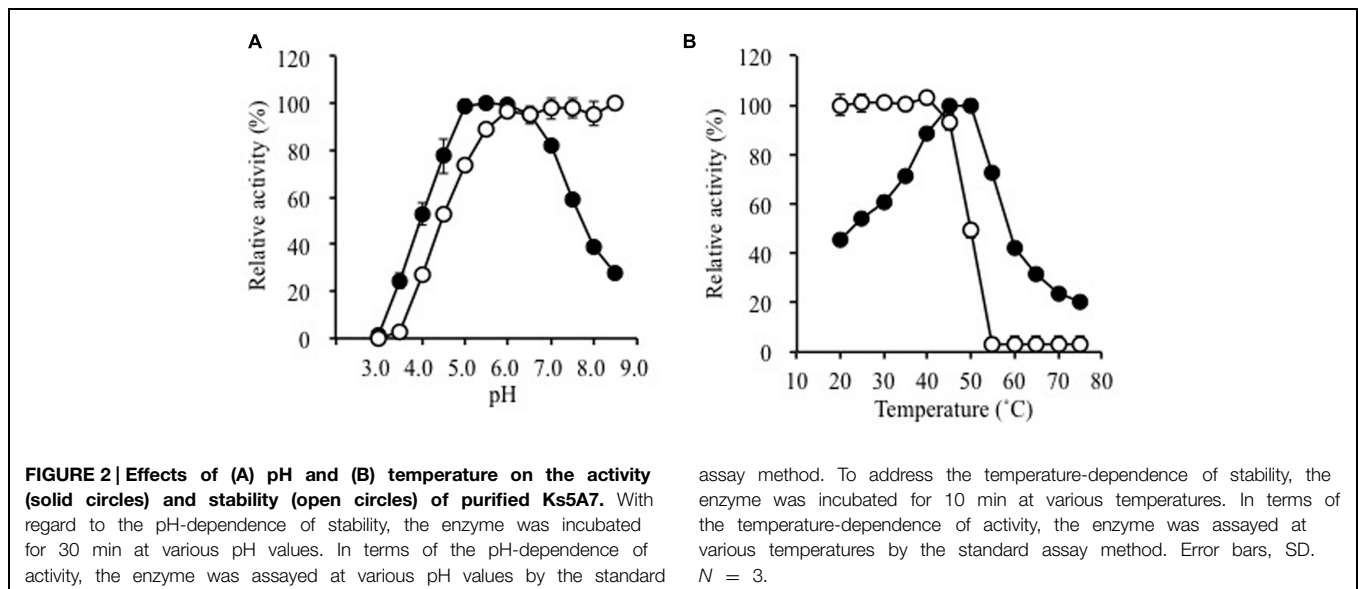 A
120
100
80
60
40
20
0
Relative activity (%)
3.0 4.0 5.0 6.0 7.0 8.0 9.0
pH
B
120
100
80
60
40
20
0
Relative activity (%)
10 20 30 40 50 60 70 80
Temperature (˚C)
FIGURE 2 | Effects of (A) pH and (B) temperature on the activity
(solid circles) and stability (open circles) of purified Ks5A7. With
regard to the pH-dependence of stability, the enzyme was incubated
for 30 min at various pH values. In terms of the pH-dependence of
activity, the enzyme was assayed at various pH values by the standard
assay method. To address the temperature-dependence of stability, the
enzyme was incubated for 10 min at various temperatures. In terms of
the temperature-dependence of activity, the enzyme was assayed at
various temperatures by the standard assay method. Error bars, SD.
N = 3.